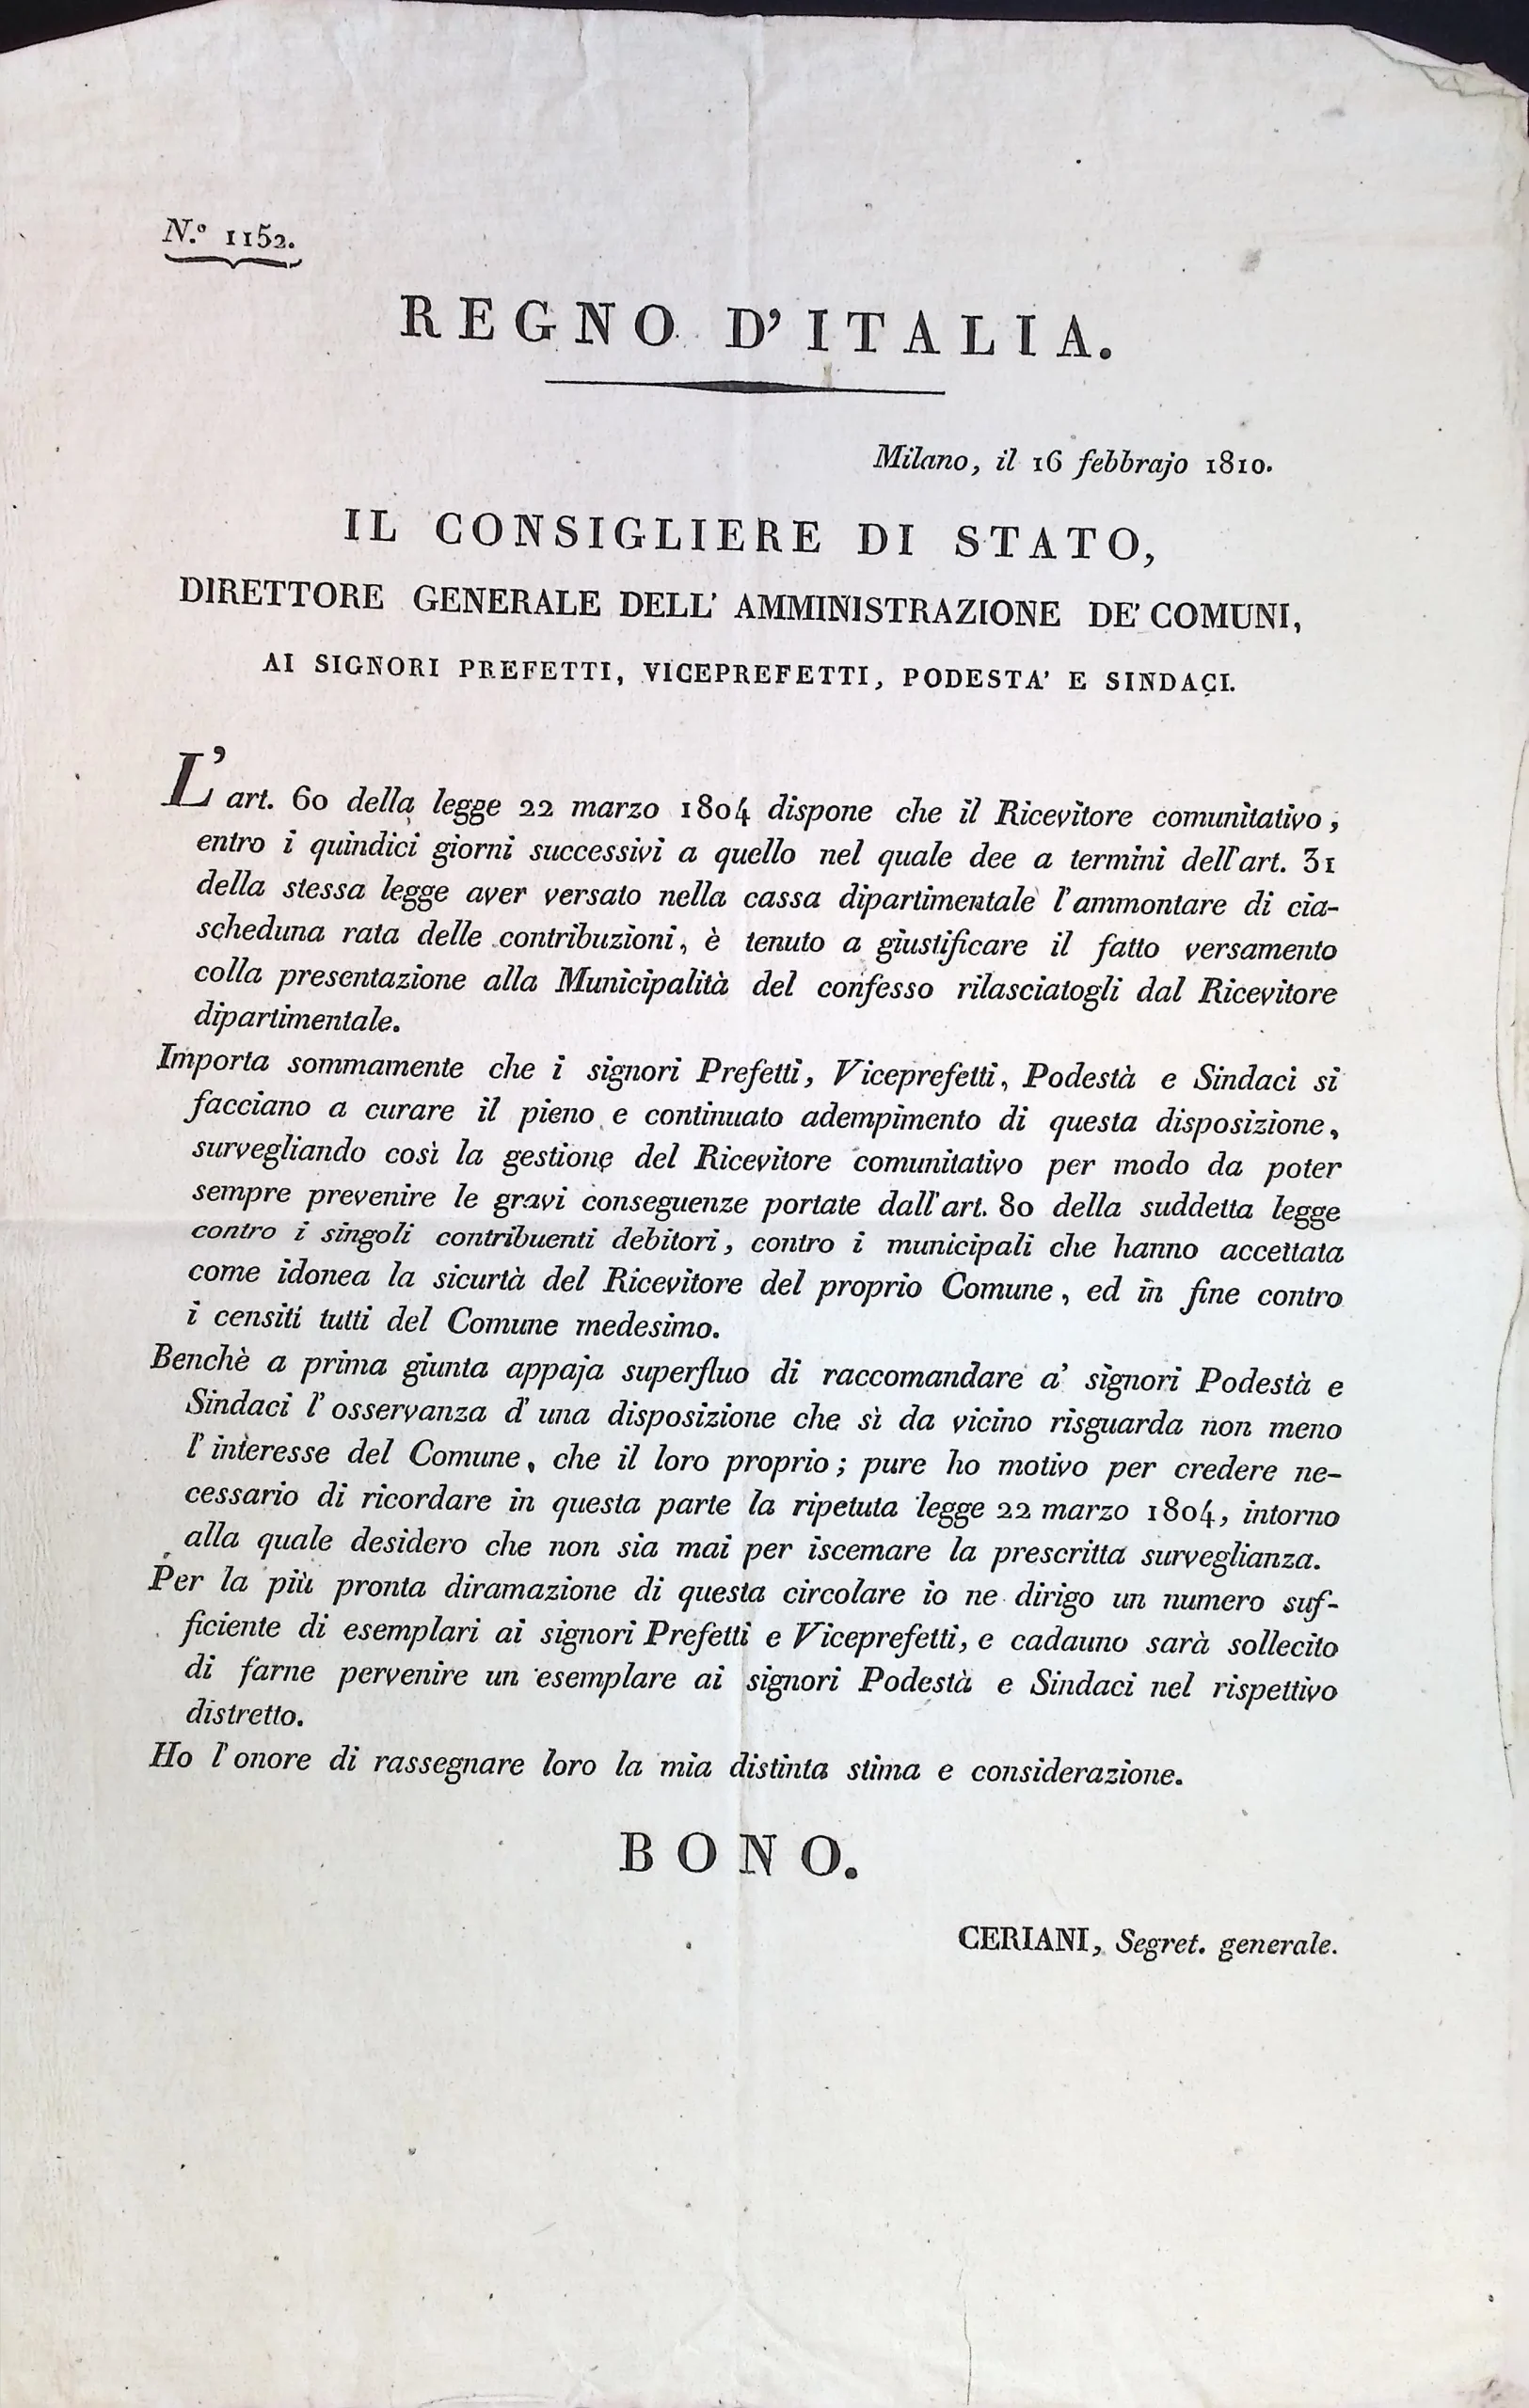 N.º 1152.
REGNO D'ITALIA.
Milano, il 16 febbrajo 1810.
IL CONSIGLIERE DI STATO,
DIRETTORE GENERALE DELL' AMMINISTRAZIONE DE' COMUNI,
AI SIGNORI PREFETTI, VICEPREFETTI, PODESTA' E SINDACI.
L' art. 60 della legge 22 marzo 1804 dispone che il Ricevitore comunitativo,
entro i quindici giorni successivi a quello nel quale dee a termini dell'art. 31
della stessa legge aver versato nella cassa dipartimentale l'ammontare di cia-
scheduna rata delle contribuzioni, è tenuto a giustificare il fatto versamento
colla presentazione alla Municipalità del confesso rilasciatogli dal Ricevitore
dipartimentale.
Importa sommamente che i signori Prefetti, Viceprefetti, Podestà e Sindaci si
facciano a curare il pieno e continuato adempimento di questa disposizione,
survegliando così la gestione del Ricevitore comunitativo per modo da poter
sempre prevenire le gravi conseguenze portate dall'art. 80 della suddetta legge
contro i singoli contribuenti debitori, contro i municipali che hanno accettata
come idonea la sicurtà del Ricevitore del proprio Comune, ed in fine contro
i censiti tutti del Comune medesimo.
Benchè a prima giunta appaja superfluo di raccomandare a' signori Podestà e
Sindaci l' osservanza d' una disposizione che sì da vicino risguarda non meno
l' interesse del Comune, che il loro proprio; pure ho motivo per credere ne-
cessario di ricordare in questa parte la ripetuta legge 22 marzo 1804, intorno
alla quale desidero che non sia mai per iscemare la prescritta surveglianza.
Per la più pronta diramazione di questa circolare io ne dirigo un numero suf-
ficiente di esemplari ai signori Prefetti e Viceprefetti, e cadauno sarà sollecito
di farne pervenire un esemplare ai signori Podestà e Sindaci nel rispettivo
distretto.
Ho l'onore di rassegnare loro la mia distinta stima e considerazione.
BONO.
CERIANI, Segret. generale.